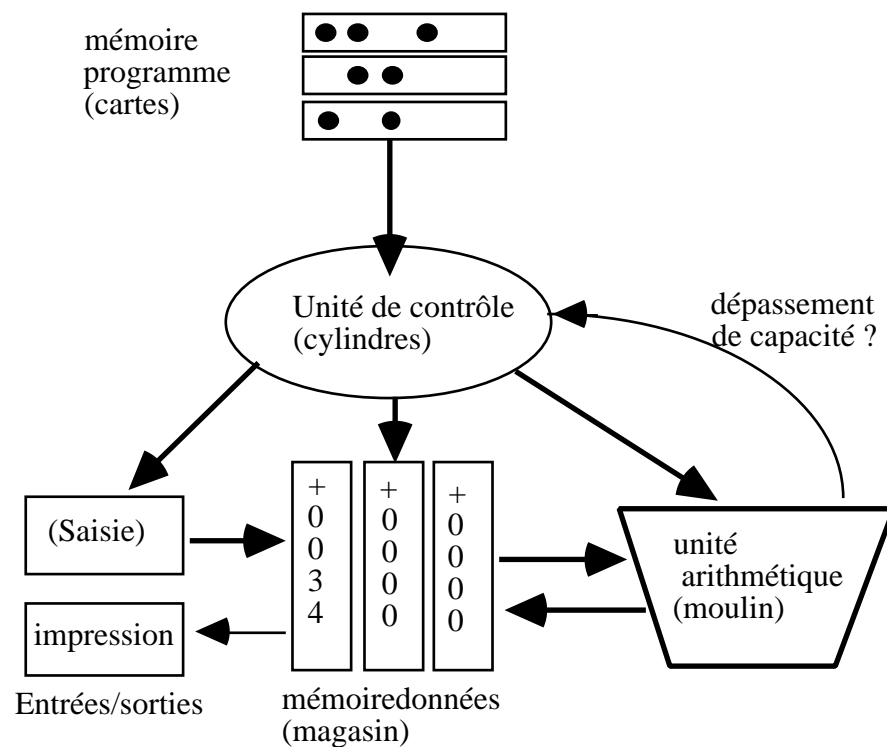 mémoire
programme
(cartes)
Unité de contrôle
(cylindres)
dépassement
de capacité ?
(Saisie)
impression
Entrées/sorties
+
0
0
3
4
+
0
0
0
0
+
0
0
0
0
mémoiredonnées
(magasin)
unité
arithmétique
(moulin)